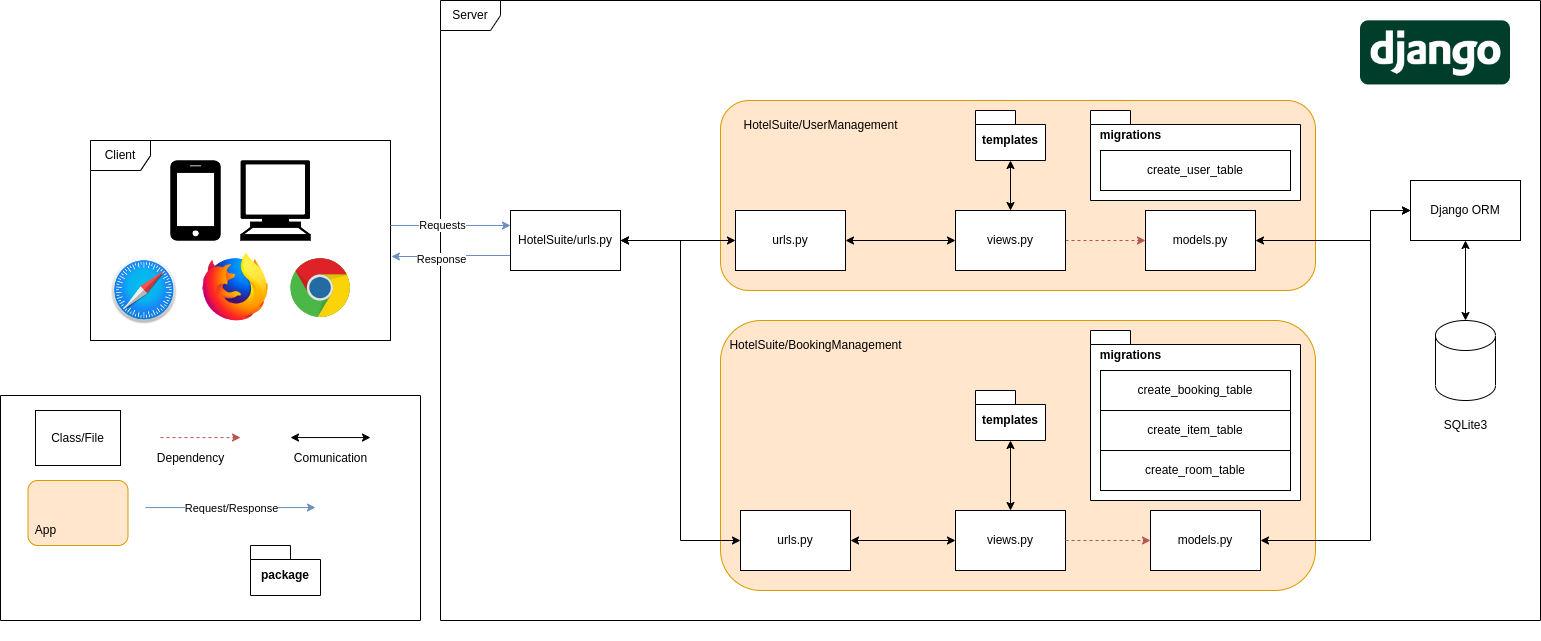 Server
django
Client
Requests
Response
HotelSuite/urls.py
HotelSuite/UserManagement
templates
migrations
create_user_table
urls.py
views.py
models.py
Django ORM
SQLite3
HotelSuite/BookingManagement
templates
migrations
create_booking_table
create_item_table
create_room_table
urls.py
views.py
models.py
Class/File
Dependency
Comunication
App
Request/Response
package